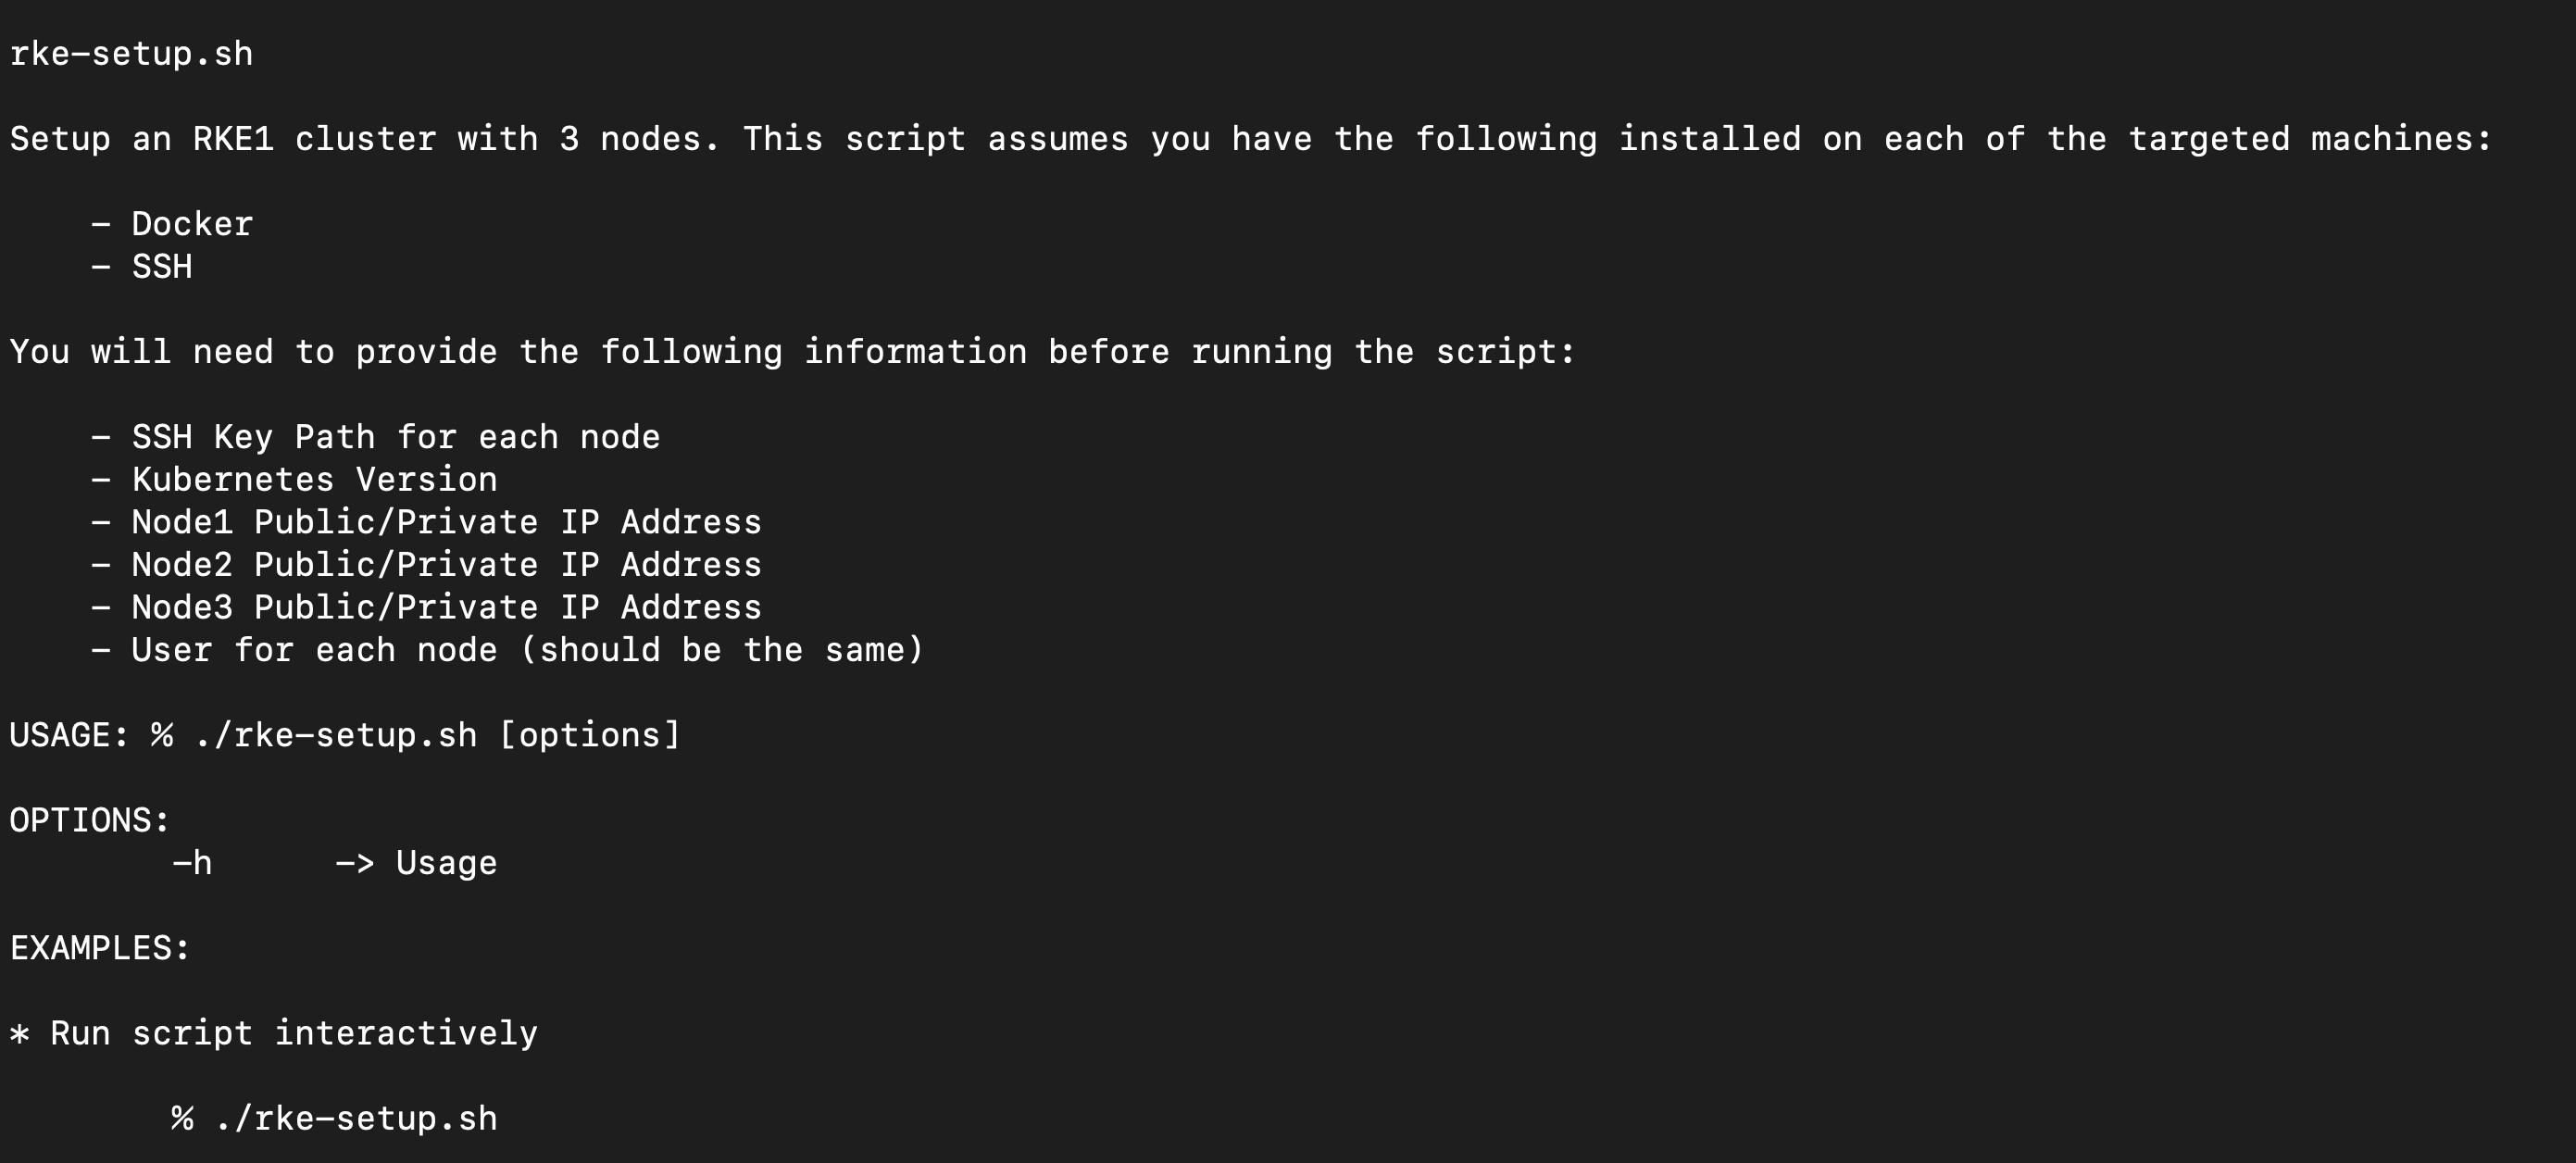 rke-setup.sh
Setup an RKE1 cluster with 3 nodes. This script assumes you have the following installed on each of the targeted machines:
- Docker
- SSH
You will need to provide the following information before running the script:
- SSH Key Path for each node
- Kubernetes Version
- Node1 Public/Private IP Address
- Node2 Public/Private IP Address
- Node3 Public/Private IP Address
- User for each node (should be the same)
USAGE: % ./rke-setup.sh [options]
OPTIONS:
-h      -> Usage
EXAMPLES:
* Run script interactively
% ./rke-setup.sh